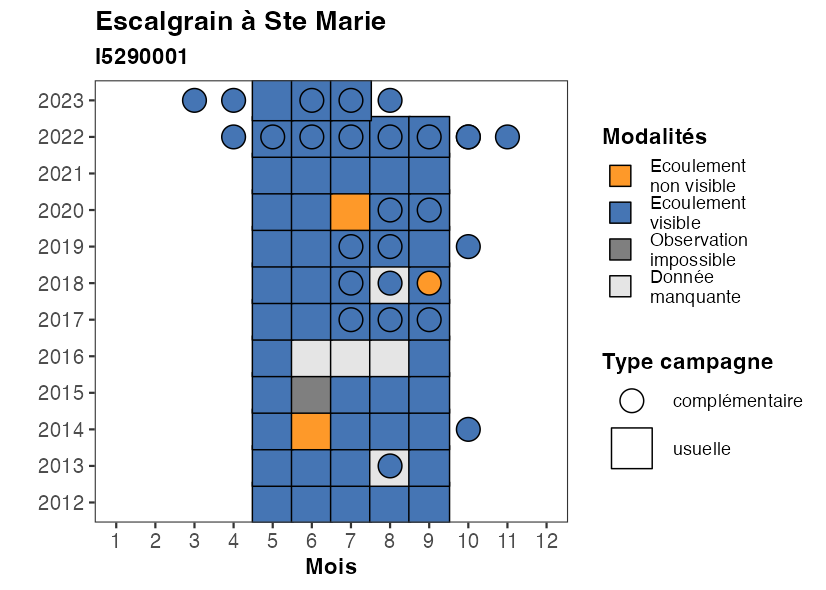 Escalgrain à Ste Marie
I5290001
2023
2022
2021
2020
2019
2018
2017
2016
2015
2014
2013
2012
1 2 3 4 5 6 7 8 9 10 11 12
Mois
Modalités
Ecoulement
non visible
Ecoulement
visible
Observation
impossible
Donnée
manquante
Type campagne
complémentaire
usuelle